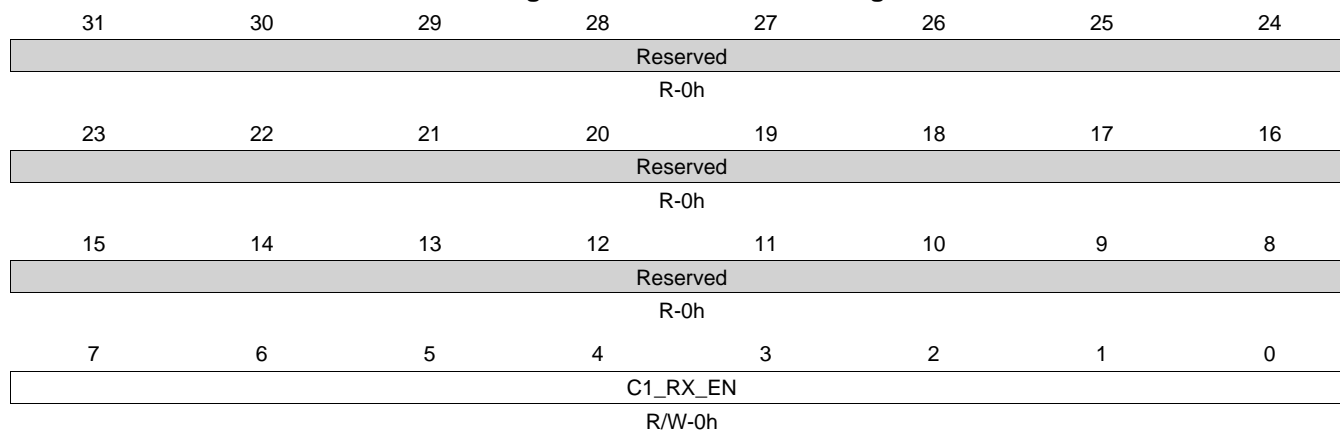 31 30 29 28 27 26 25 24
Reserved
R-0h
23 22 21 20 19 18 17 16
Reserved
R-0h
15 14 13 12 11 10 9 8
Reserved
R-0h
7 6 5 4 3 2 1 0
C1_RX_EN
R/W-0h